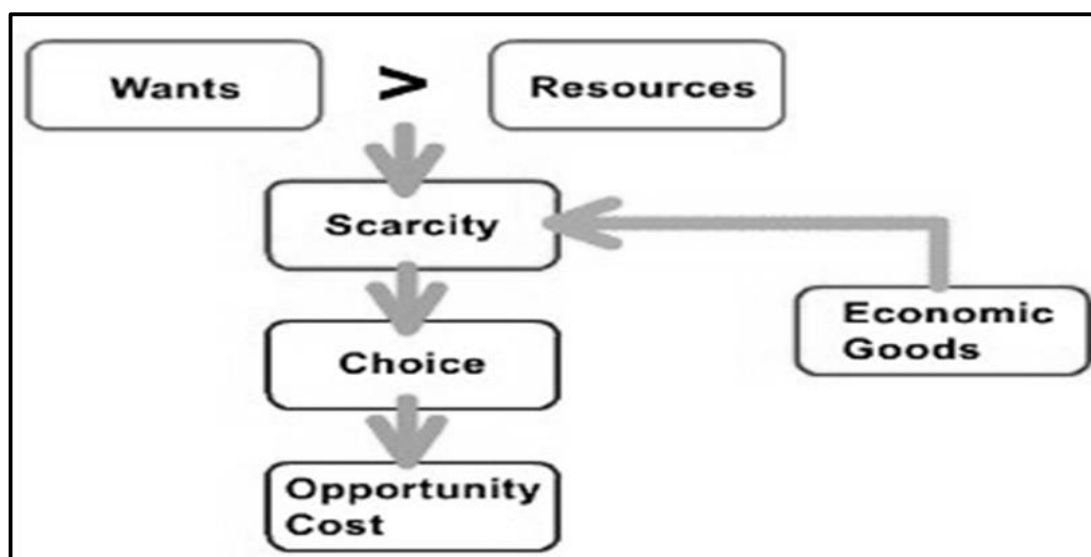 Wants > Resources
Scarcity
Choice
Economic
Goods
Opportunity
Cost